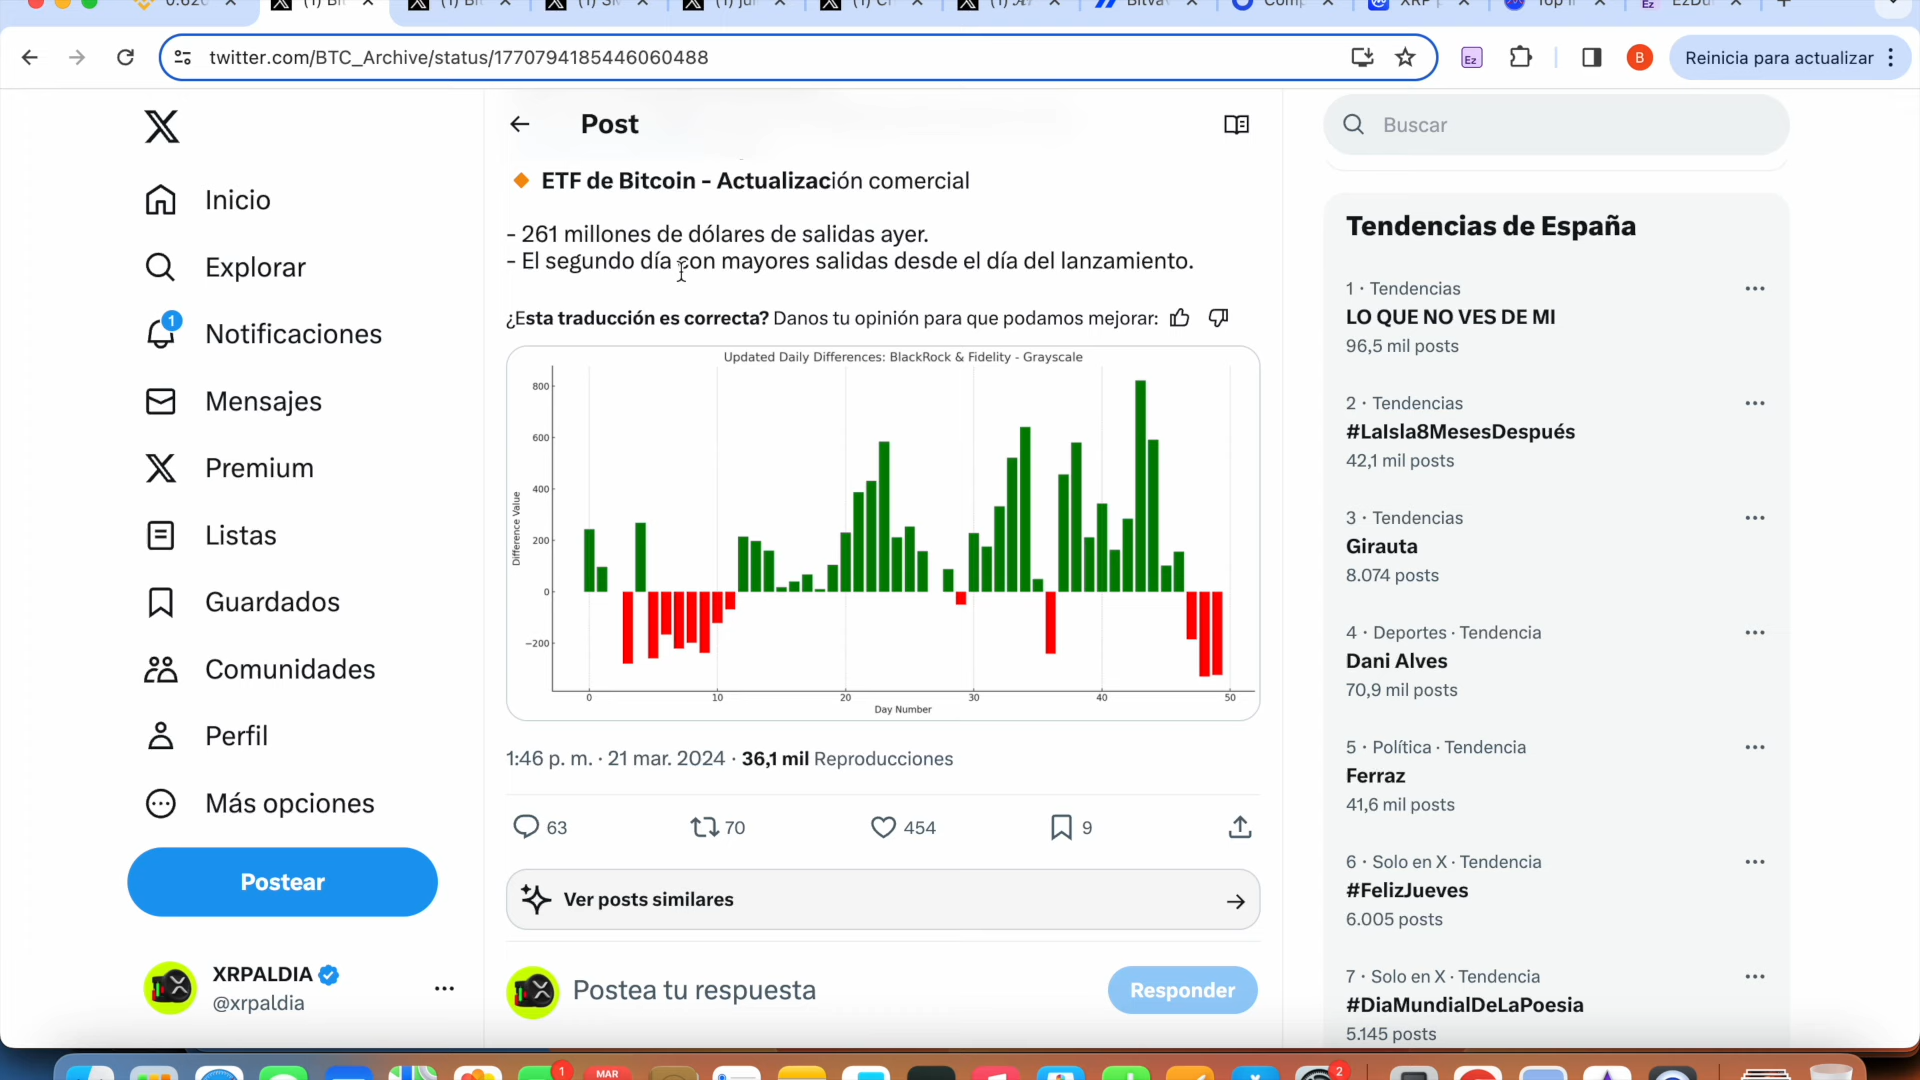 twitter.com/BTC_Archive/status/1770794185446060488
Ez
B
Reinicia para actualizar
Inicio
Explorar
1
Notificaciones
Mensajes
Premium
Listas
Guardados
Comunidades
Perfil
Más opciones
Postear
XRPALDIA
@xrpaldia
Post
ETF de Bitcoin - Actualización comercial
- 261 millones de dólares de salidas ayer.
- El segundo día con mayores salidas desde el día del lanzamiento.
¿Esta traducción es correcta? Danos tu opinión para que podamos mejorar:
Updated Daily Differences: BlackRock & Fidelity - Grayscale
Difference Value
800
600
400
200
0
−200
0 10 20 30 40 50
Day Number
1:46 p. m. · 21 mar. 2024 · 36,1 mil Reproducciones
63 70 454 9
Ver posts similares
Postea tu respuesta
Responder
Buscar
Tendencias de España
1 · Tendencias
LO QUE NO VES DE MI
96,5 mil posts
2 · Tendencias
#LaIsla8MesesDespués
42,1 mil posts
3 · Tendencias
Girauta
8.074 posts
4 · Deportes · Tendencia
Dani Alves
70,9 mil posts
5 · Política · Tendencia
Ferraz
41,6 mil posts
6 · Solo en X · Tendencia
#FelizJueves
6.005 posts
7 · Solo en X · Tendencia
#DiaMundialDeLaPoesia
5.145 posts
1
MAR
2